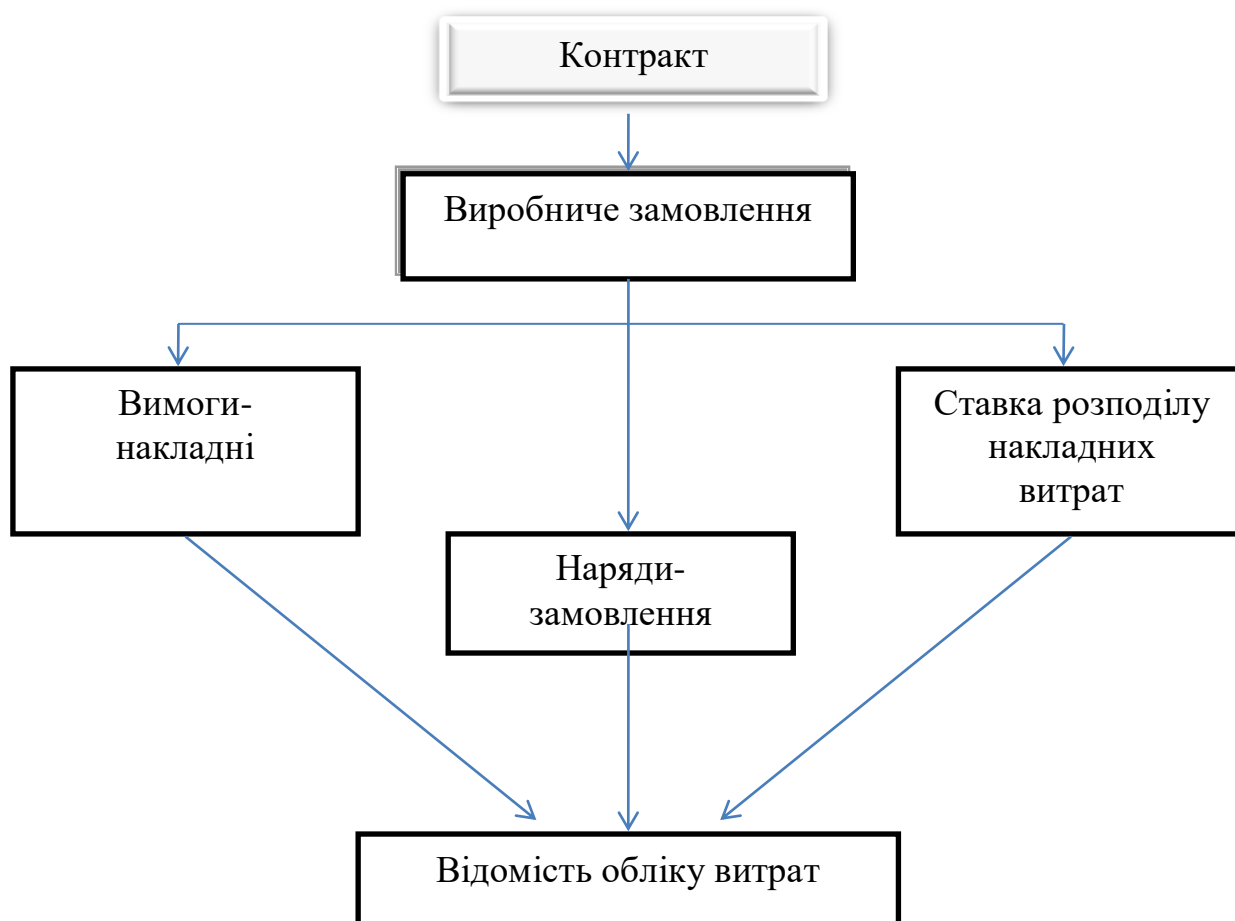 Контракт
Виробниче замовлення
Вимоги-
накладні
Ставка розподілу
накладних
витрат
Наряди-
замовлення
Відомість обліку витрат